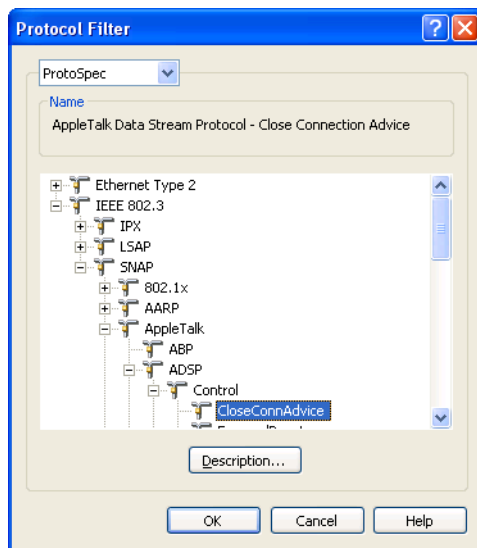 Protocol Filter
ProtoSpec
Name
AppleTalk Data Stream Protocol - Close Connection Advice
Ethernet Type 2
IEEE 802.3
IPX
LSAP
SNAP
802.1x
AARP
AppleTalk
ABP
ADSP
Control
CloseConnAdvice
Description...
OK
Cancel
Help